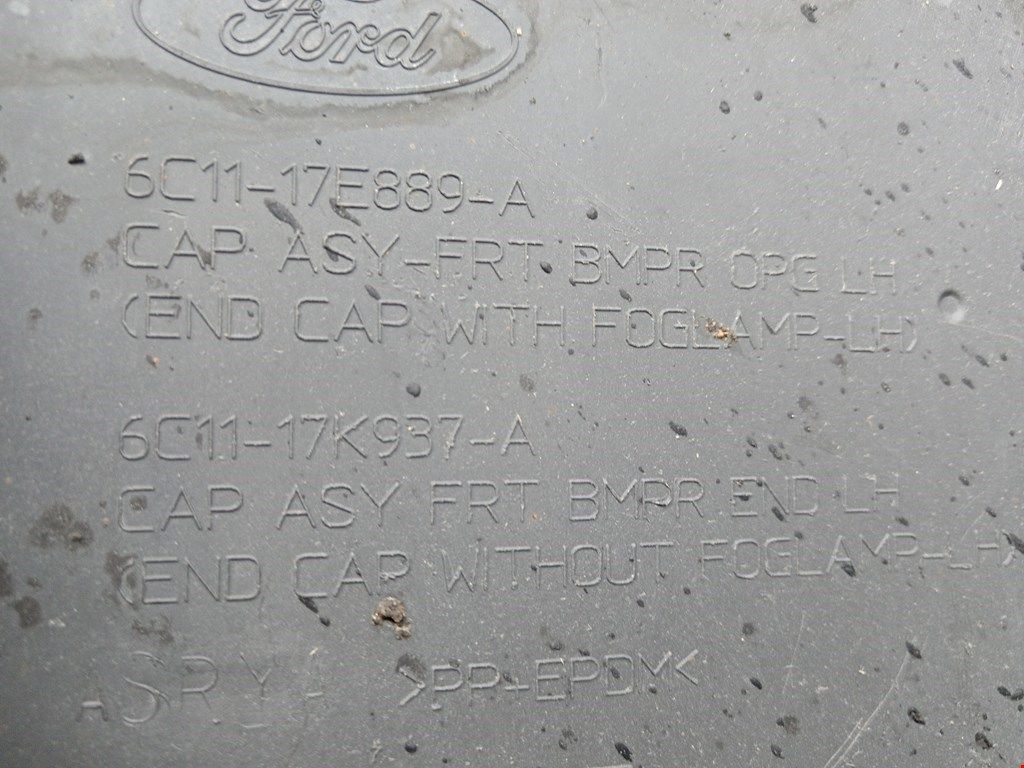 Ford
6C11-17E889-A
CAP ASY-FRT BMPR OPG LH
(END CAP WITH FOGLAMP-LH)
6C11-17K937-A
CAP ASY FRT BMPR END LH
(END CAP WITHOUT FOGLAMP-LH)
>PP-EPDM<